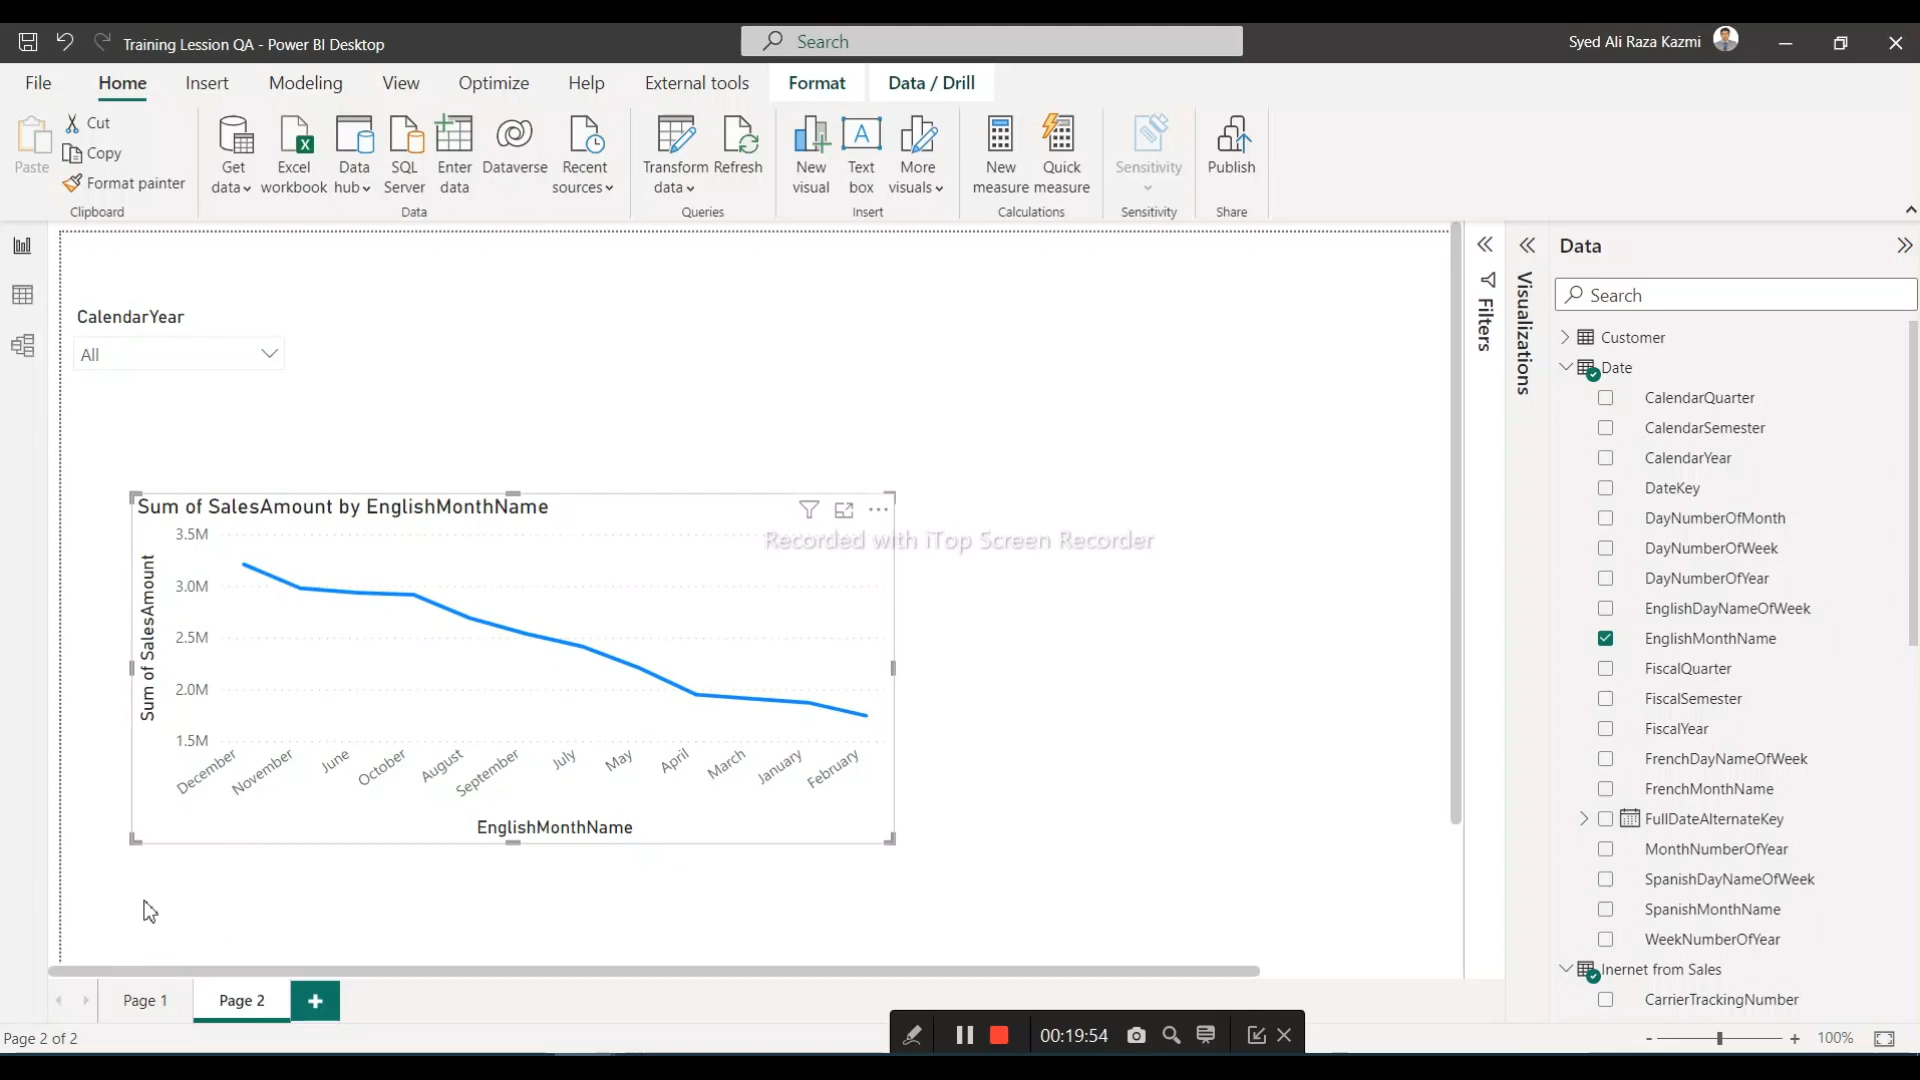 Training Lession QA - Power BI Desktop
Search
Syed Ali Raza Kazmi
File
Home
Insert
Modeling
View
Optimize
Help
External tools
Format
Data / Drill
Paste
Cut
Copy
Format painter
Clipboard
Get data
Excel workbook
Data hub
SQL Server
Enter data
Dataverse
Recent sources
Data
Transform data
Refresh
Queries
New visual
Text box
More visuals
Insert
New measure
Quick measure
Calculations
Sensitivity
Sensitivity
Publish
Share
CalendarYear
All
Sum of SalesAmount by EnglishMonthName
Recorded with iTop Screen Recorder
Sum of SalesAmount
3.5M
3.0M
2.5M
2.0M
1.5M
December
November
June
October
August
September
July
May
April
March
January
February
EnglishMonthName
Filters
Visualizations
Data
Search
Customer
Date
CalendarQuarter
CalendarSemester
CalendarYear
DateKey
DayNumberOfMonth
DayNumberOfWeek
DayNumberOfYear
EnglishDayNameOfWeek
EnglishMonthName
FiscalQuarter
FiscalSemester
FiscalYear
FrenchDayNameOfWeek
FrenchMonthName
FullDateAlternateKey
MonthNumberOfYear
SpanishDayNameOfWeek
SpanishMonthName
WeekNumberOfYear
Inernet from Sales
CarrierTrackingNumber
Page 1
Page 2
Page 2 of 2
00:19:54
100%